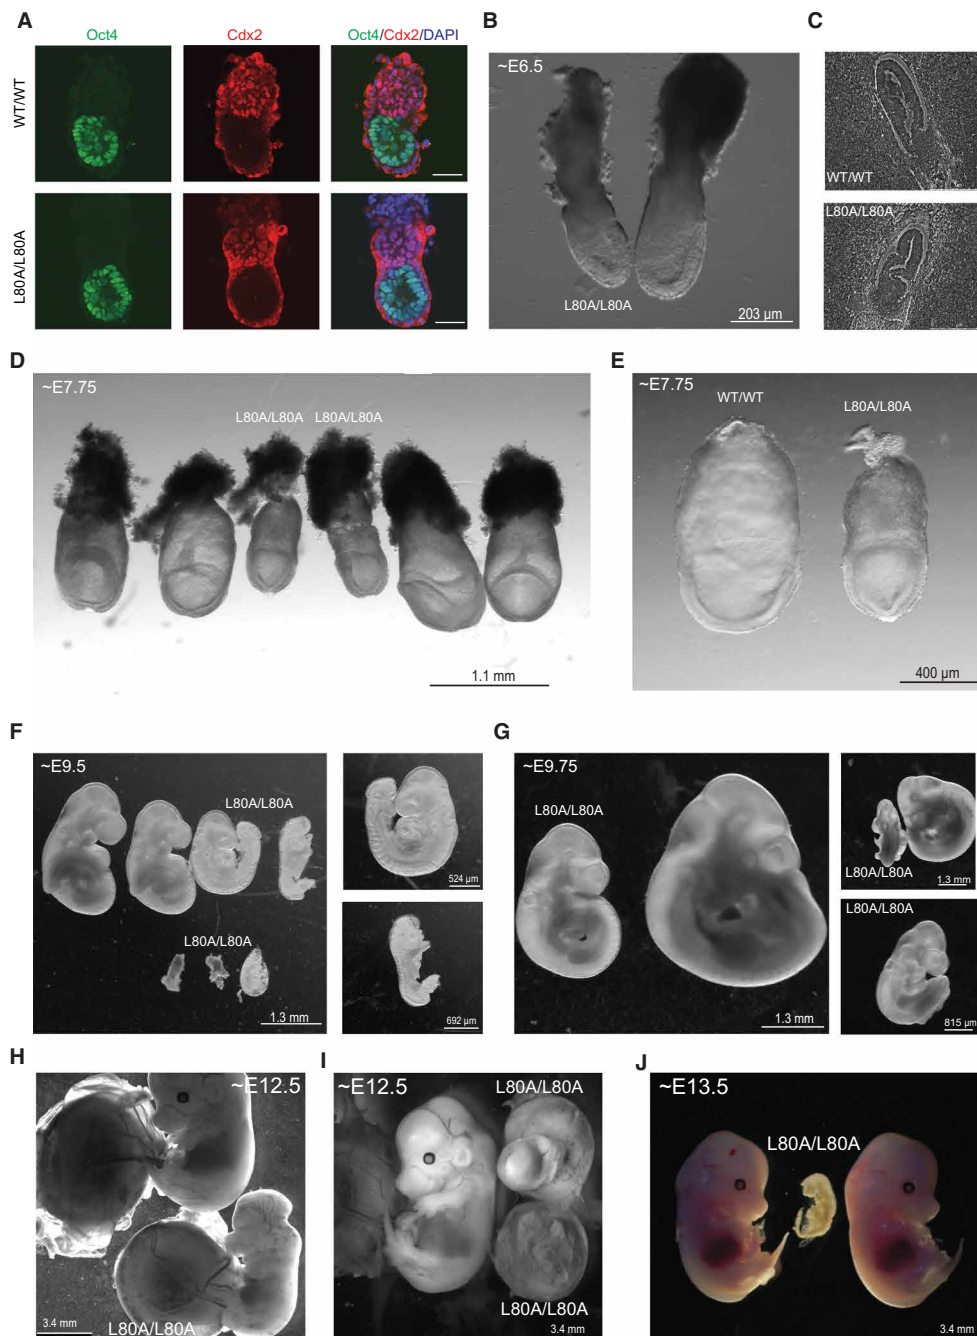 A
Oct4
Cdx2
Oct4/Cdx2/DAPI
WT/WT
L80A/L80A
B
~E6.5
L80A/L80A
203 µm
C
WT/WT
L80A/L80A
D
~E7.75
L80A/L80A
L80A/L80A
1.1 mm
E
~E7.75
WT/WT
L80A/L80A
400 µm
F
~E9.5
L80A/L80A
L80A/L80A
1.3 mm
524 µm
692 µm
G
~E9.75
L80A/L80A
1.3 mm
L80A/L80A
1.3 mm
L80A/L80A
815 µm
H
~E12.5
L80A/L80A
3.4 mm
I
~E12.5
L80A/L80A
L80A/L80A
3.4 mm
J
~E13.5
L80A/L80A
3.4 mm